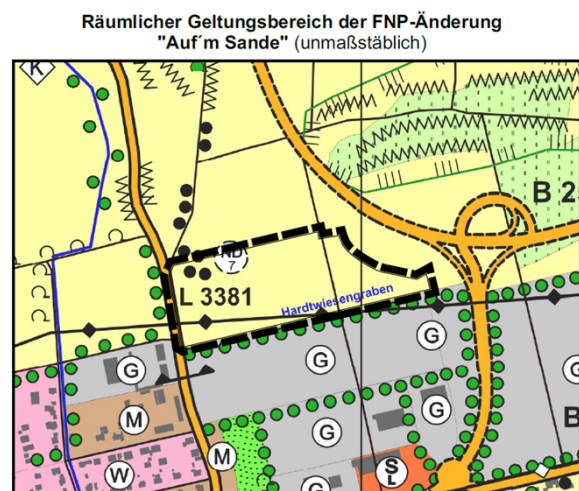 Räumlicher Geltungsbereich der FNP-Änderung
"Auf´m Sande" (unmaßstäblich)
K
B 2
ND
7
L 3381
Hardtwiesengraben
G
G
G
G
M
G
B
M
W
S
L
G